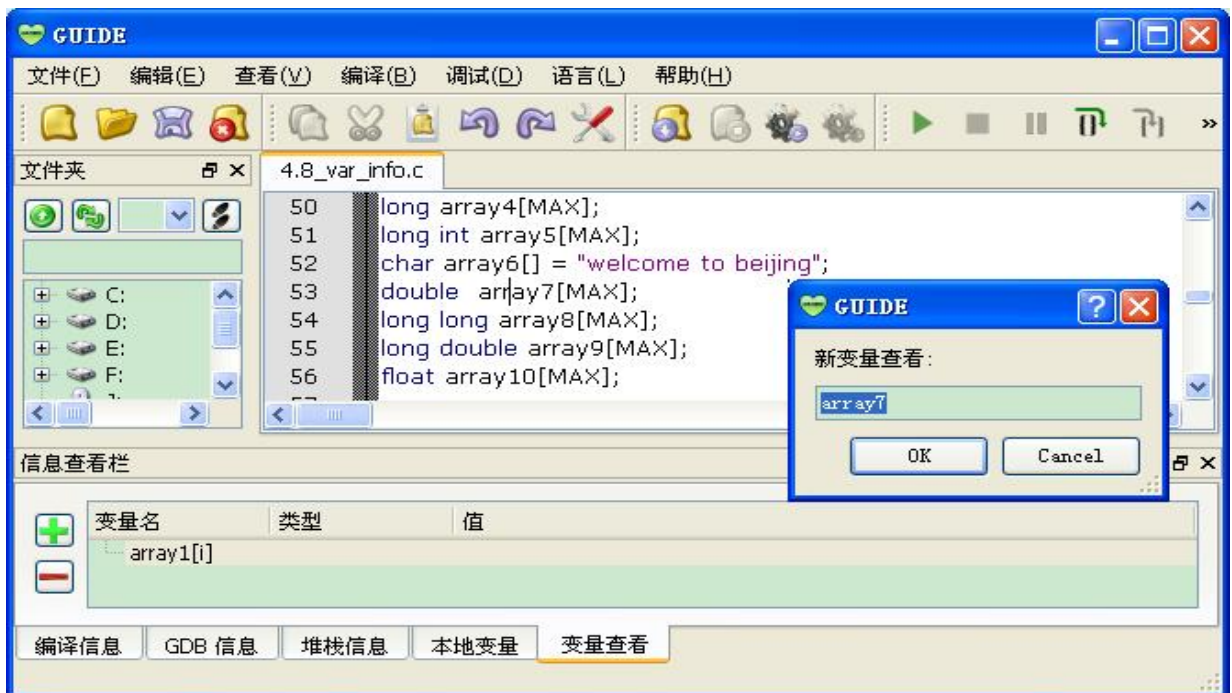 GUIDE
文件(F) 编辑(E) 查看(V) 编译(B) 调试(D) 语言(L) 帮助(H)
»
文件夹
4.8_var_info.c
50 long array4[MAX];
51 long int array5[MAX];
52 char array6[] = "welcome to beijing";
53 double array7[MAX];
54 long long array8[MAX];
55 long double array9[MAX];
56 float array10[MAX];
C:
D:
E:
F:
GUIDE
新变量查看:
array7
OK Cancel
信息查看栏
变量名 类型 值
array1[i]
编译信息 GDB 信息 堆栈信息 本地变量 变量查看